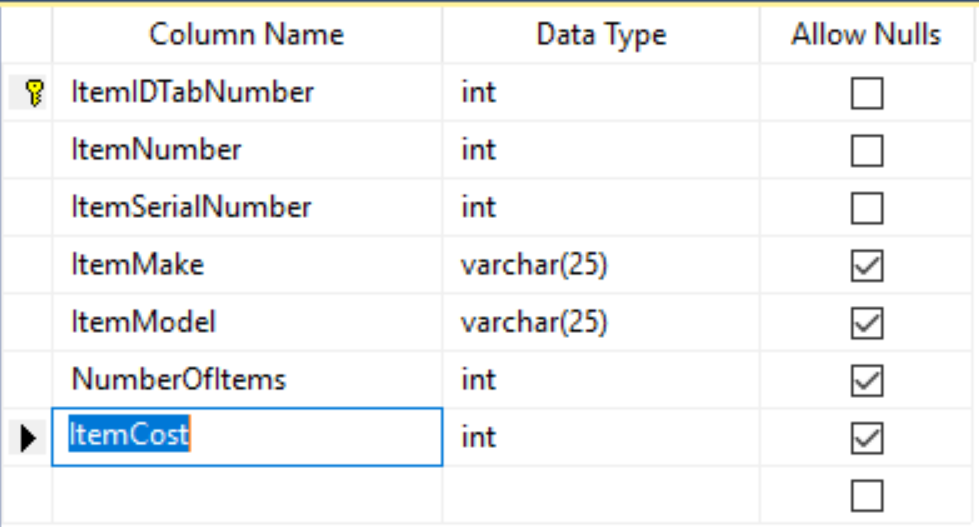 Column Name Data Type Allow Nulls
ItemIDTabNumber int
ItemNumber int
ItemSerialNumber int
ItemMake varchar(25)
ItemModel varchar(25)
NumberOfItems int
ItemCost int